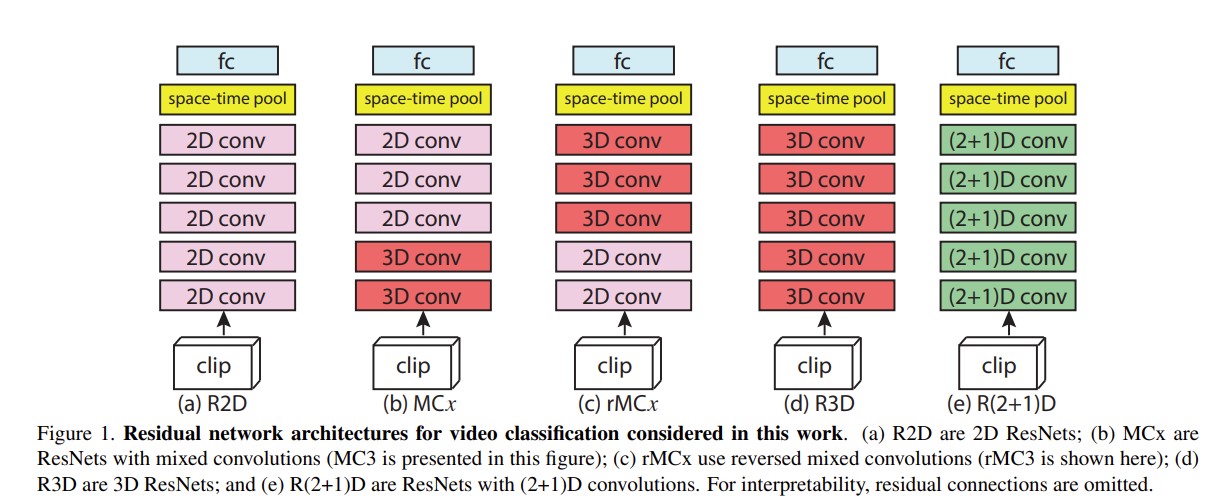 fc fc fc fc fc
space-time pool space-time pool space-time pool space-time pool space-time pool
2D conv 2D conv 3D conv 3D conv (2+1)D conv
2D conv 2D conv 3D conv 3D conv (2+1)D conv
2D conv 2D conv 3D conv 3D conv (2+1)D conv
2D conv 3D conv 2D conv 3D conv (2+1)D conv
2D conv 3D conv 2D conv 3D conv (2+1)D conv
clip clip clip clip clip
(a) R2D (b) MCx (c) rMCx (d) R3D (e) R(2+1)D
Figure 1. Residual network architectures for video classification considered in this work. (a) R2D are 2D ResNets; (b) MCx are
ResNets with mixed convolutions (MC3 is presented in this figure); (c) rMCx use reversed mixed convolutions (rMC3 is shown here); (d)
R3D are 3D ResNets; and (e) R(2+1)D are ResNets with (2+1)D convolutions. For interpretability, residual connections are omitted.